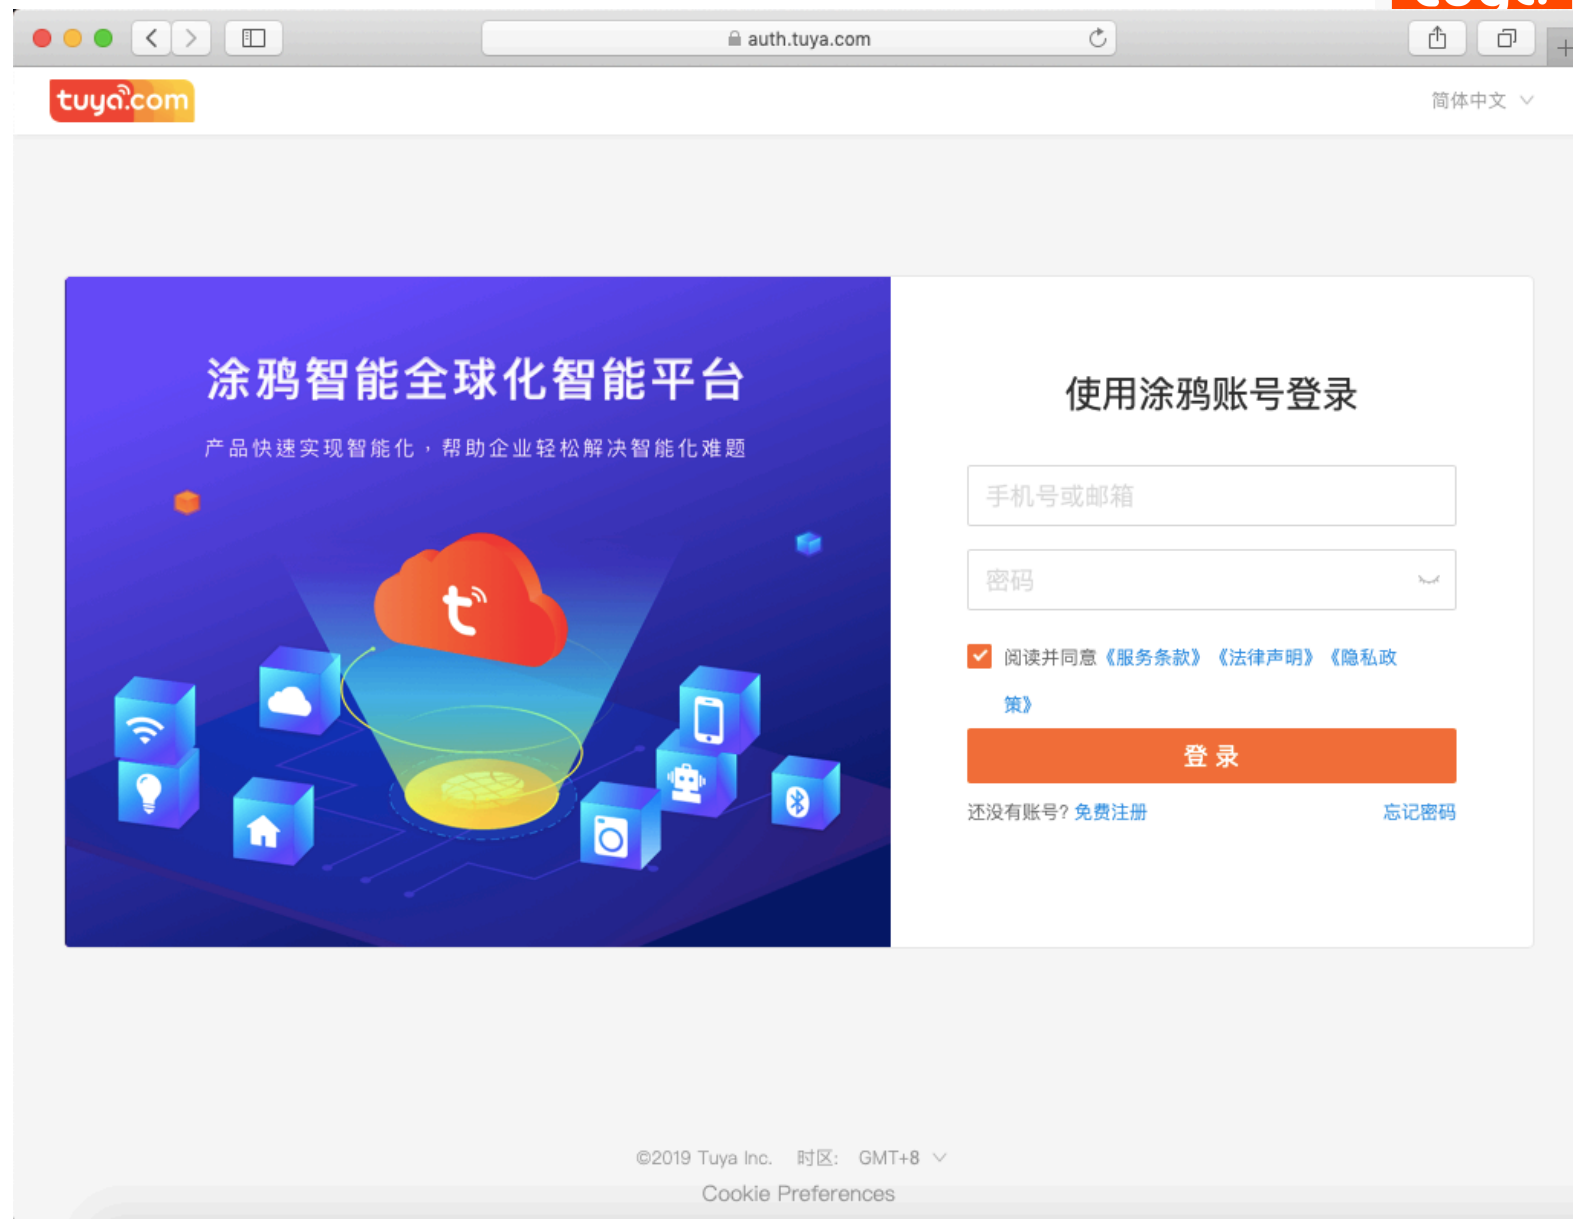 auth.tuya.com
tuya.com
简体中文
涂鸦智能全球化智能平台
产品快速实现智能化，帮助企业轻松解决智能化难题
使用涂鸦账号登录
手机号或邮箱
密码
阅读并同意《服务条款》《法律声明》《隐私政
策》
登录
还没有账号? 免费注册 忘记密码
©2019 Tuya Inc. 时区: GMT+8
Cookie Preferences